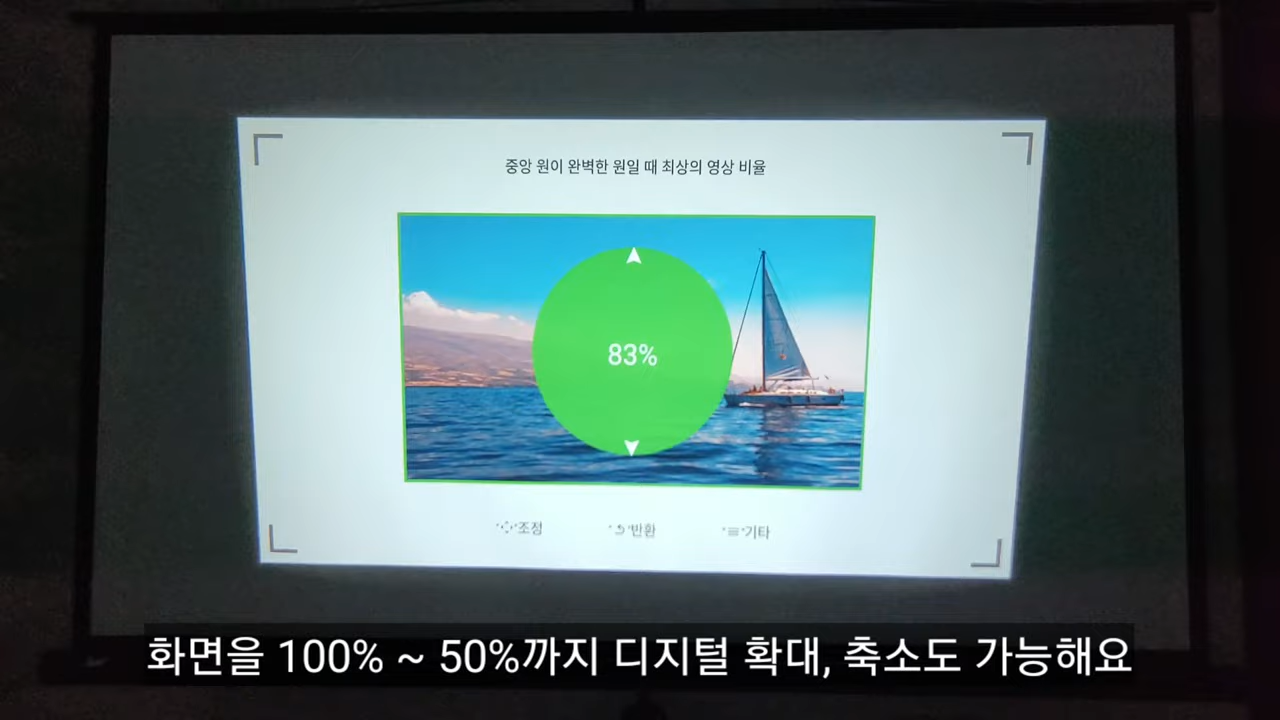 중앙 원이 완벽한 원일 때 최상의 영상 비율
83%
조정 반환 기타
화면을 100% ~ 50%까지 디지털 확대, 축소도 가능해요